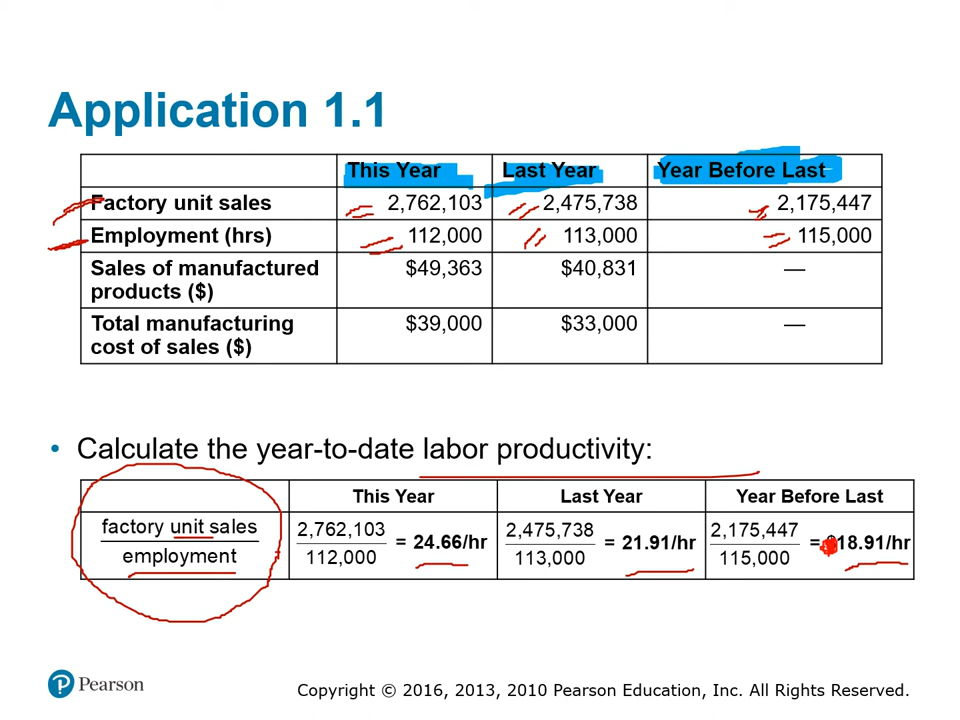 Application 1.1
This Year Last Year Year Before Last
Factory unit sales 2,762,103 2,475,738 2,175,447
Employment (hrs) 112,000 113,000 115,000
Sales of manufactured $49,363 $40,831 —
products ($)
Total manufacturing $39,000 $33,000 —
cost of sales ($)
• Calculate the year-to-date labor productivity:
This Year Last Year Year Before Last
factory unit sales 2,762,103 2,475,738 2,175,447
= 24.66/hr = 21.91/hr = 18.91/hr
employment 112,000 113,000 115,000
Pearson
Copyright © 2016, 2013, 2010 Pearson Education, Inc. All Rights Reserved.